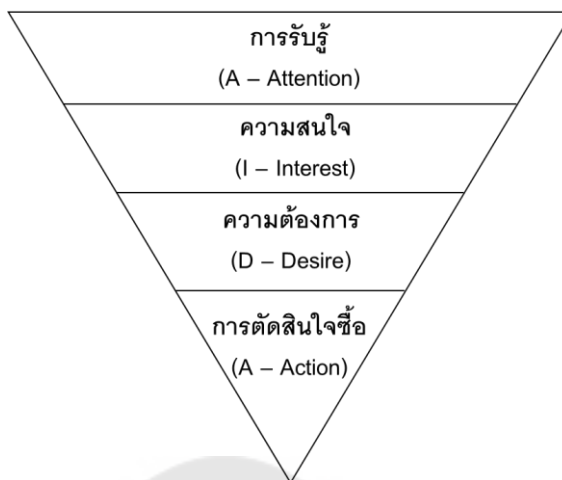 การรับรู้
(A – Attention)
ความสนใจ
(I – Interest)
ความต้องการ
(D – Desire)
การตัดสินใจซื้อ
(A – Action)